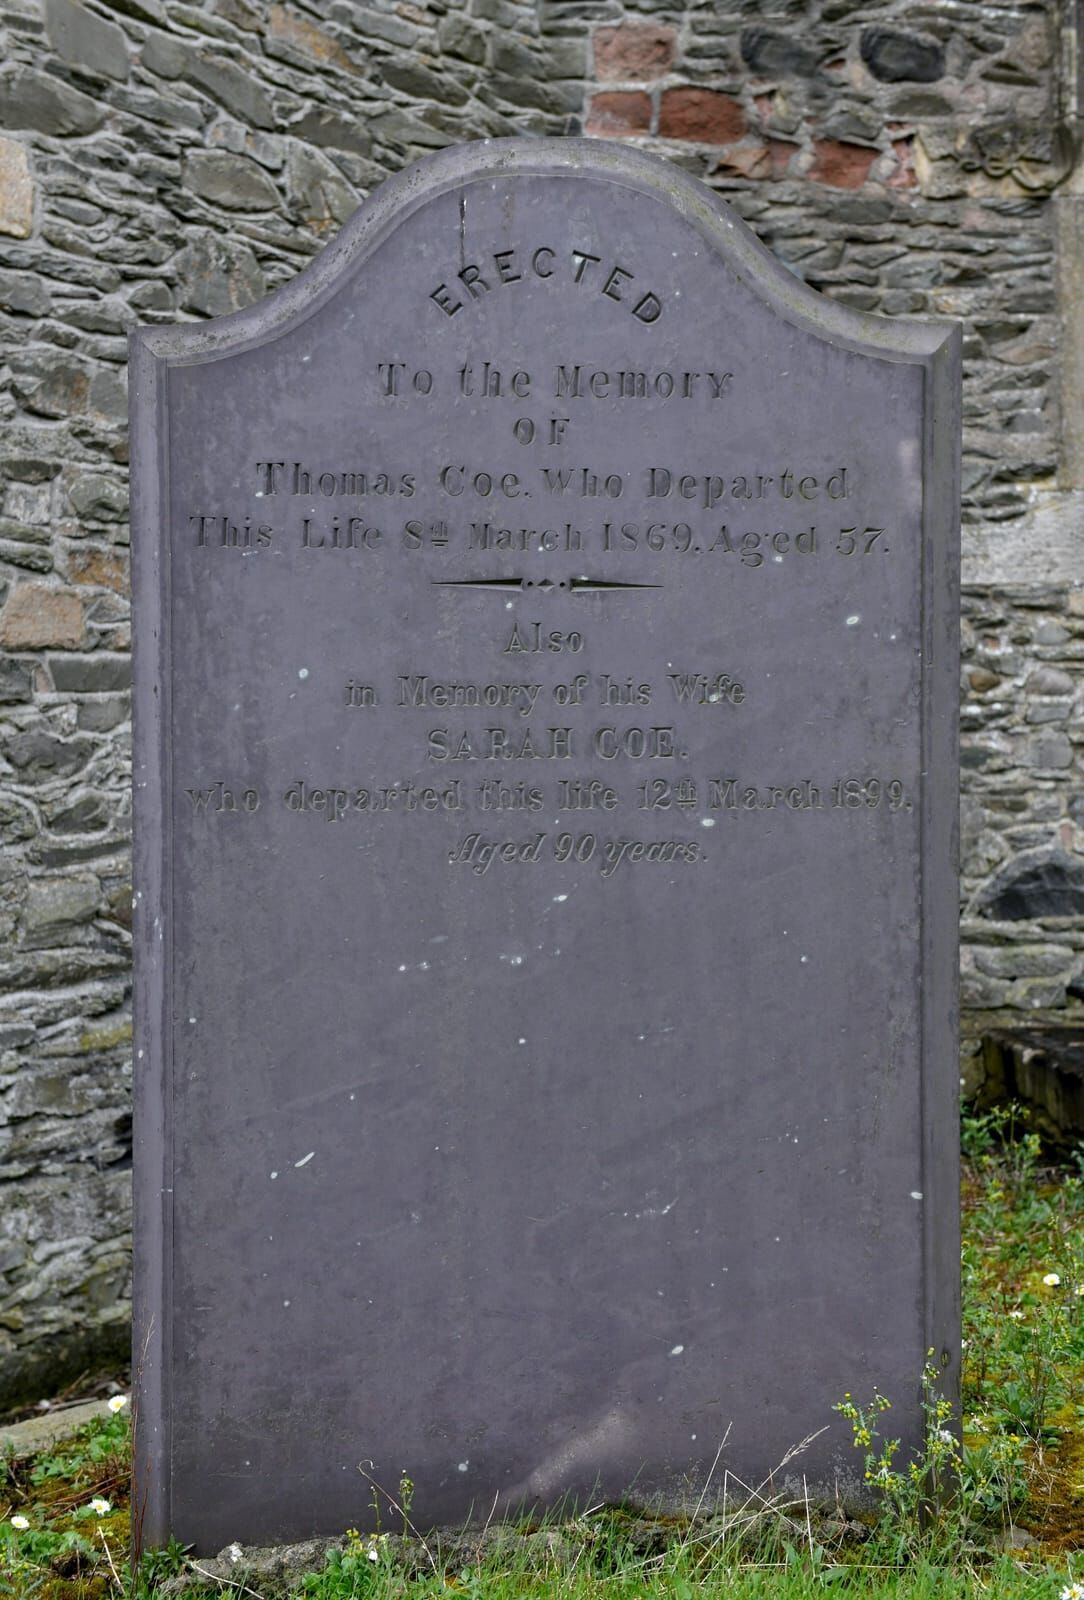 ERECTED
To the Memory
OF
Thomas Coe. Who Departed
This Life 8th March 1869. Aged 57.
Also
in Memory of his Wife
SARAH COE.
who departed this life 12th March 1899.
Aged 90 years.